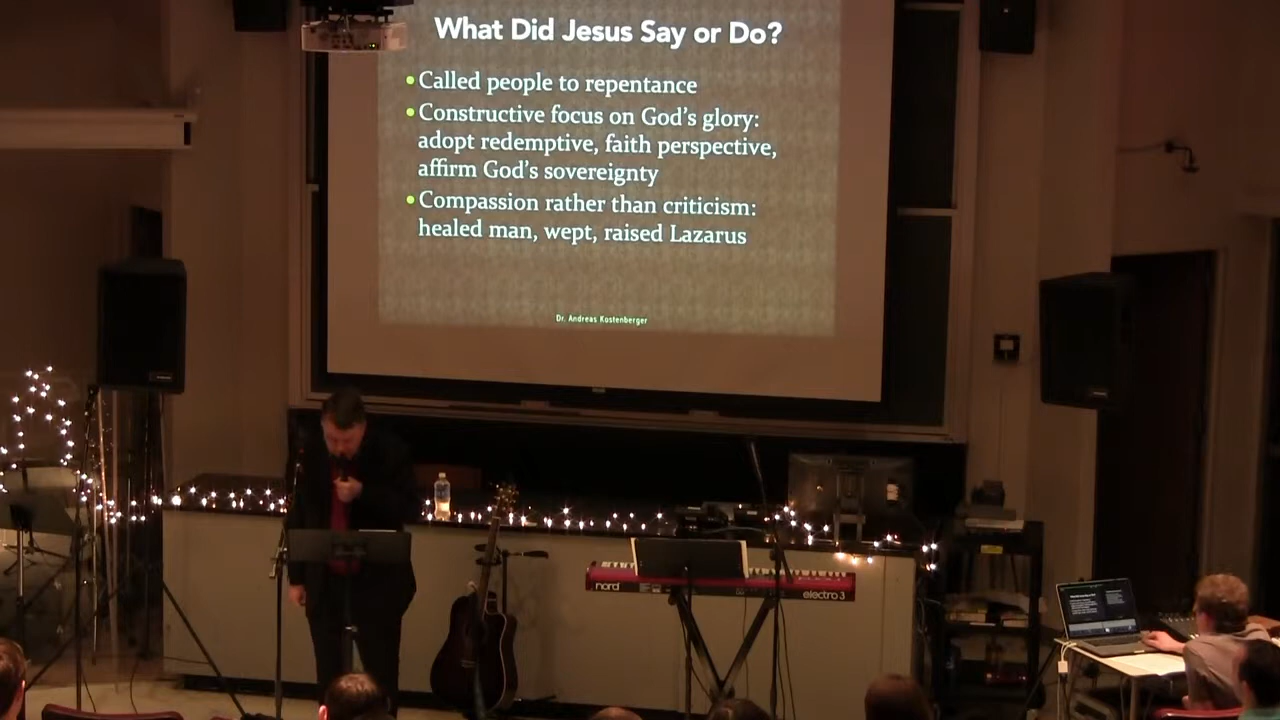 What Did Jesus Say or Do?
• Called people to repentance
• Constructive focus on God's glory:
adopt redemptive, faith perspective,
affirm God's sovereignty
• Compassion rather than criticism:
healed man, wept, raised Lazarus
Dr. Andreas Kostenberger
nord
electro 3